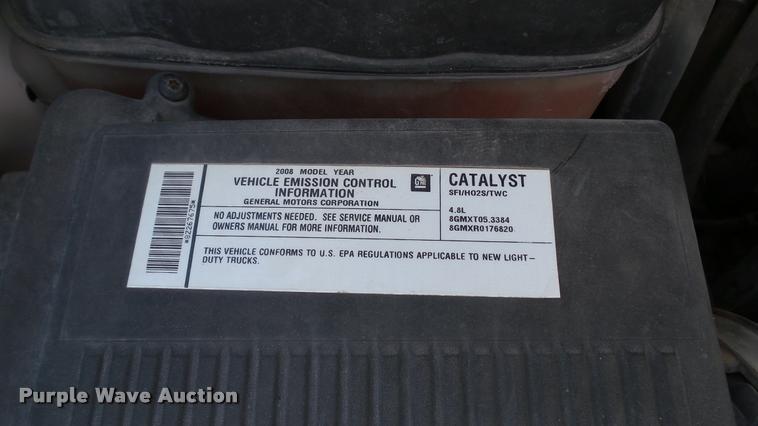 2008 MODEL YEAR
VEHICLE EMISSION CONTROL
INFORMATION
GENERAL MOTORS CORPORATION
GM
NO ADJUSTMENTS NEEDED. SEE SERVICE MANUAL OR
OWNERS MANUAL FOR MORE INFORMATION.
THIS VEHICLE CONFORMS TO U.S. EPA REGULATIONS APPLICABLE TO NEW LIGHT-
DUTY TRUCKS.
CATALYST
SFI/HO2S/TWC
4.8L
8GMXT05.3384
8GMXR0176820
*82267675*
Purple Wave Auction